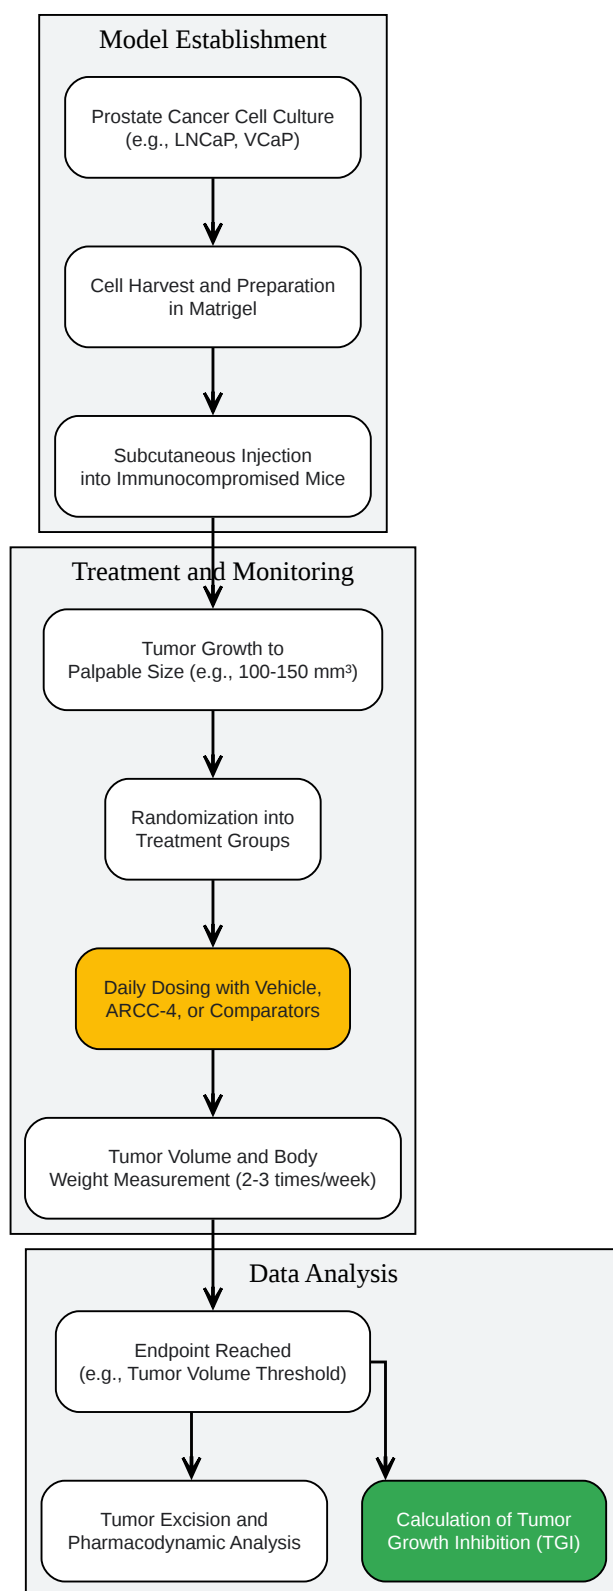 Model Establishment
Prostate Cancer Cell Culture
(e.g., LNCaP, VCaP)
Cell Harvest and Preparation
in Matrigel
Subcutaneous Injection
into Immunocompromised Mice
Treatment and Monitoring
Tumor Growth to
Palpable Size (e.g., 100-150 mm³)
Randomization into
Treatment Groups
Daily Dosing with Vehicle,
ARCC-4, or Comparators
Tumor Volume and Body
Weight Measurement (2-3 times/week)
Data Analysis
Endpoint Reached
(e.g., Tumor Volume Threshold)
Tumor Excision and
Pharmacodynamic Analysis
Calculation of Tumor
Growth Inhibition (TGI)